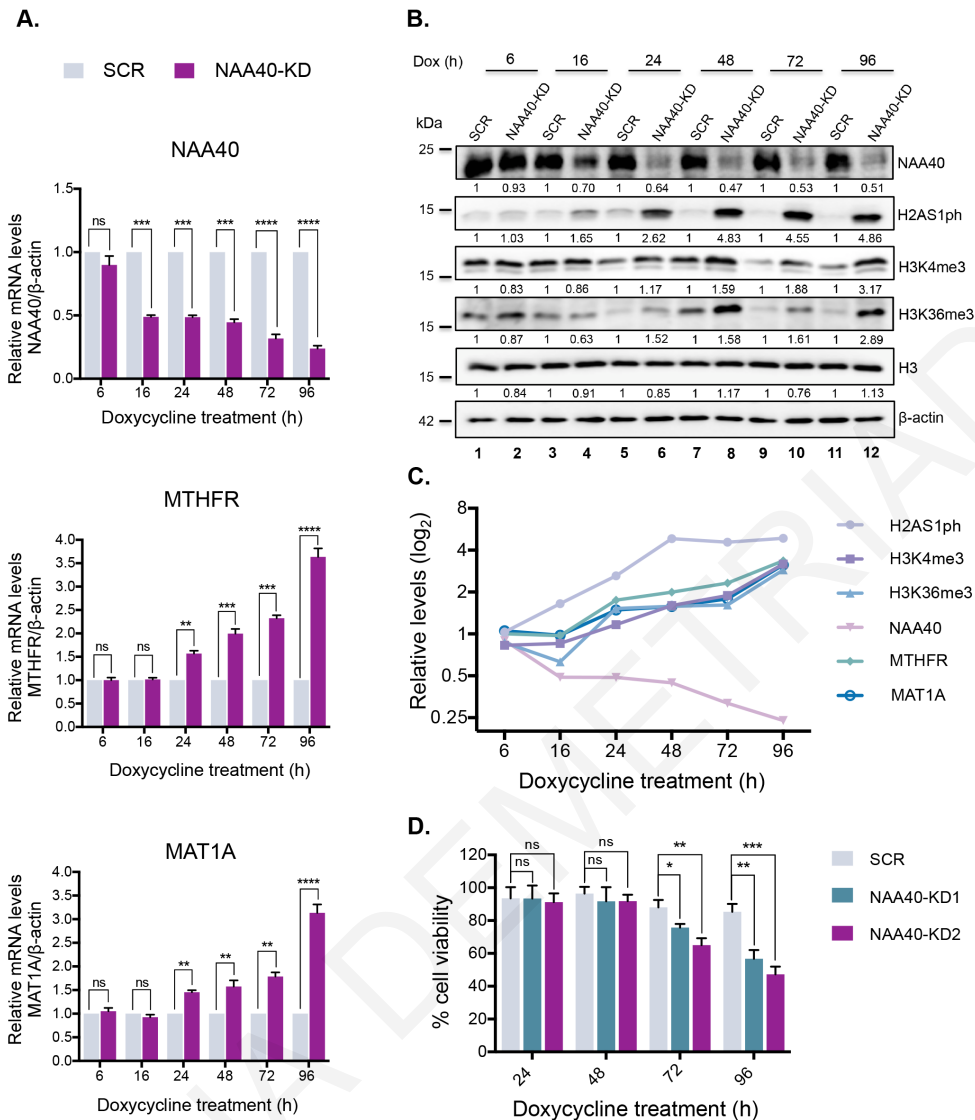 A.
SCR NAA40-KD
NAA40
Relative mRNA levels
NAA40/β-actin
1.5
1.0
0.5
0.0
ns *** *** *** **** ****
6 16 24 48 72 96
Doxycycline treatment (h)
MTHFR
Relative mRNA levels
MTHFR/β-actin
4.0
3.5
3.0
2.5
2.0
1.5
1.0
0.0
ns ns ** *** *** ****
6 16 24 48 72 96
Doxycycline treatment (h)
MAT1A
Relative mRNA levels
MAT1A/β-actin
4.0
3.5
3.0
2.5
2.0
1.5
1.0
0.5
0.0
ns ns ** ** ** ****
6 16 24 48 72 96
Doxycycline treatment (h)
B.
Dox (h) 6 16 24 48 72 96
kDa SCR NAA40-KD SCR NAA40-KD SCR NAA40-KD SCR NAA40-KD SCR NAA40-KD SCR NAA40-KD
25 NAA40
1 0.93 1 0.70 1 0.64 1 0.47 1 0.53 1 0.51
15 H2AS1ph
1 1.03 1 1.65 1 2.62 1 4.83 1 4.55 1 4.86
15 H3K4me3
1 0.83 1 0.86 1 1.17 1 1.59 1 1.88 1 3.17
15 H3K36me3
1 0.87 1 0.63 1 1.52 1 1.58 1 1.61 1 2.89
15 H3
1 0.84 1 0.91 1 0.85 1 1.17 1 0.76 1 1.13
42 β-actin
1 2 3 4 5 6 7 8 9 10 11 12
C.
Relative levels (log2)
8
4
2
1
0.5
0.25
6 16 24 48 72 96
Doxycycline treatment (h)
H2AS1ph
H3K4me3
H3K36me3
NAA40
MTHFR
MAT1A
D.
% cell viability
120
100
80
60
40
20
0
ns ns ** ***
ns ns * **
24 48 72 96
Doxycycline treatment (h)
SCR
NAA40-KD1
NAA40-KD2